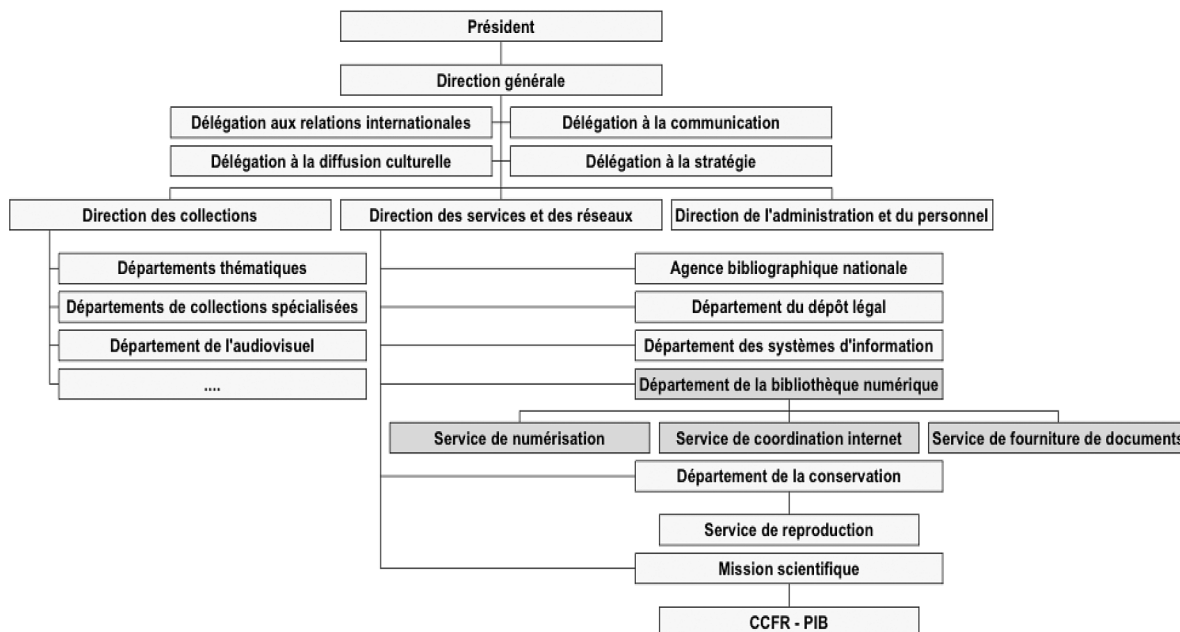 Président
Direction générale
Délégation aux relations internationales
Délégation à la communication
Délégation à la diffusion culturelle
Délégation à la stratégie
Direction des collections
Direction des services et des réseaux
Direction de l'administration et du personnel
Départements thématiques
Agence bibliographique nationale
Départements de collections spécialisées
Département du dépôt légal
Département de l'audiovisuel
Département des systèmes d'information
....
Département de la bibliothèque numérique
Service de numérisation
Service de coordination internet
Service de fourniture de documents
Département de la conservation
Service de reproduction
Mission scientifique
CCFR - PIB